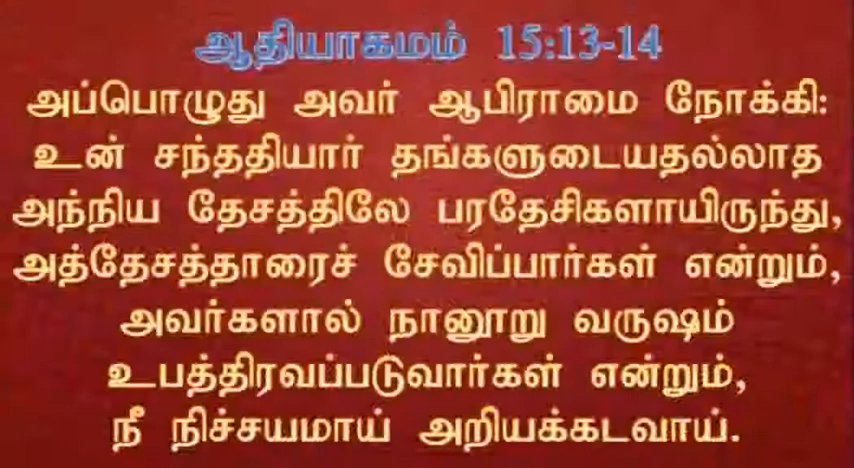 ஆதியாகமம் 15:13-14
அப்பொழுது அவர் ஆபிராமை நோக்கி:
உன் சந்ததியார் தங்களுடையதல்லாத
அந்நிய தேசத்திலே பரதேசிகளாயிருந்து,
அத்தேசத்தாரைச் சேவிப்பார்கள் என்றும்,
அவர்களால் நானூறு வருஷம்
உபத்திரவப்படுவார்கள் என்றும்,
நீ நிச்சயமாய் அறியக்கடவாய்.